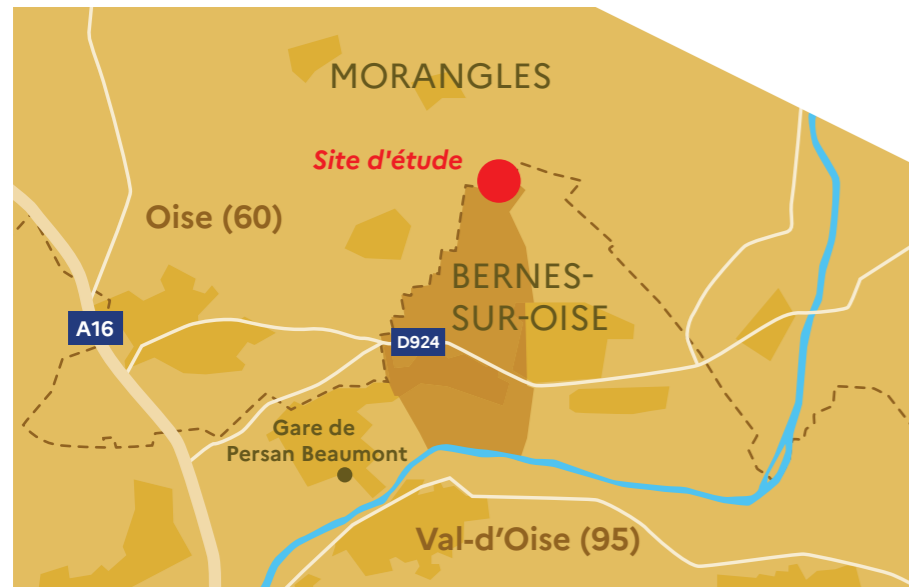 MORANGLES
Site d'étude
Oise (60)
BERNES-
SUR-OISE
A16
D924
Gare de
Persan Beaumont
Val-d'Oise (95)